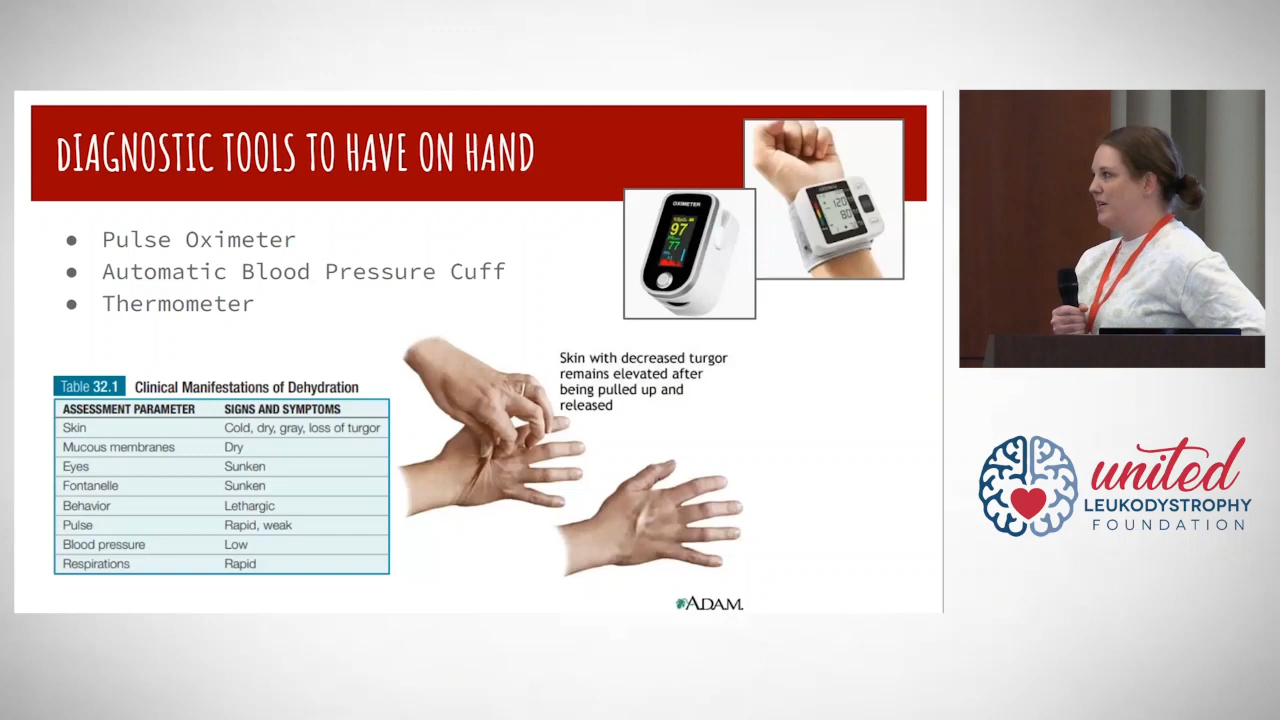 DIAGNOSTIC TOOLS TO HAVE ON HAND
● Pulse Oximeter
● Automatic Blood Pressure Cuff
● Thermometer
OXIMETER
97
77
120
80
Skin with decreased turgor
remains elevated after
being pulled up and
released
Table 32.1 Clinical Manifestations of Dehydration
ASSESSMENT PARAMETER SIGNS AND SYMPTOMS
Skin Cold, dry, gray, loss of turgor
Mucous membranes Dry
Eyes Sunken
Fontanelle Sunken
Behavior Lethargic
Pulse Rapid, weak
Blood pressure Low
Respirations Rapid
ADAM.
united
LEUKODYSTROPHY
FOUNDATION